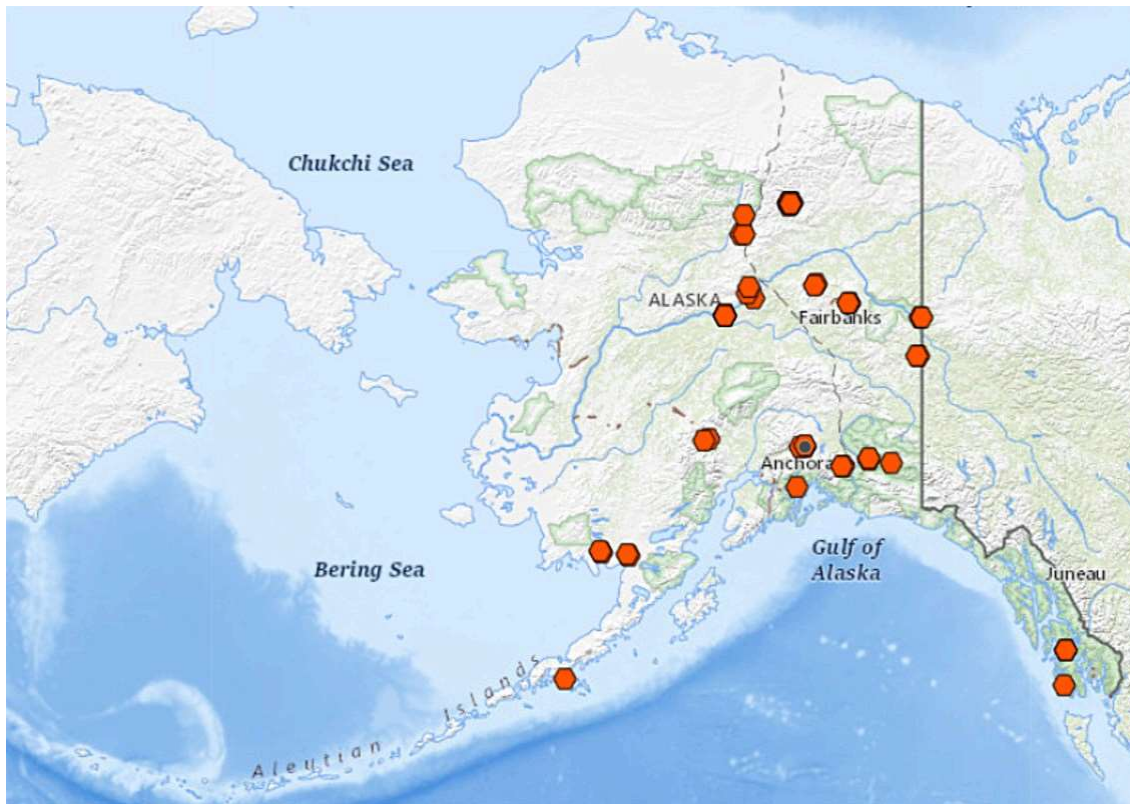 Chukchi Sea
ALASKA
Fairbanks
Anchora
Gulf of
Alaska
Bering Sea
Juneau
Aleutian Islands